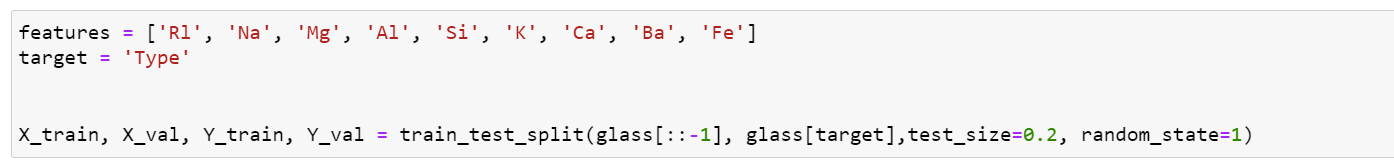 features = ['Rl', 'Na', 'Mg', 'Al', 'Si', 'K', 'Ca', 'Ba', 'Fe']
target = 'Type'
X_train, X_val, Y_train, Y_val = train_test_split(glass[::-1], glass[target],test_size=0.2, random_state=1)